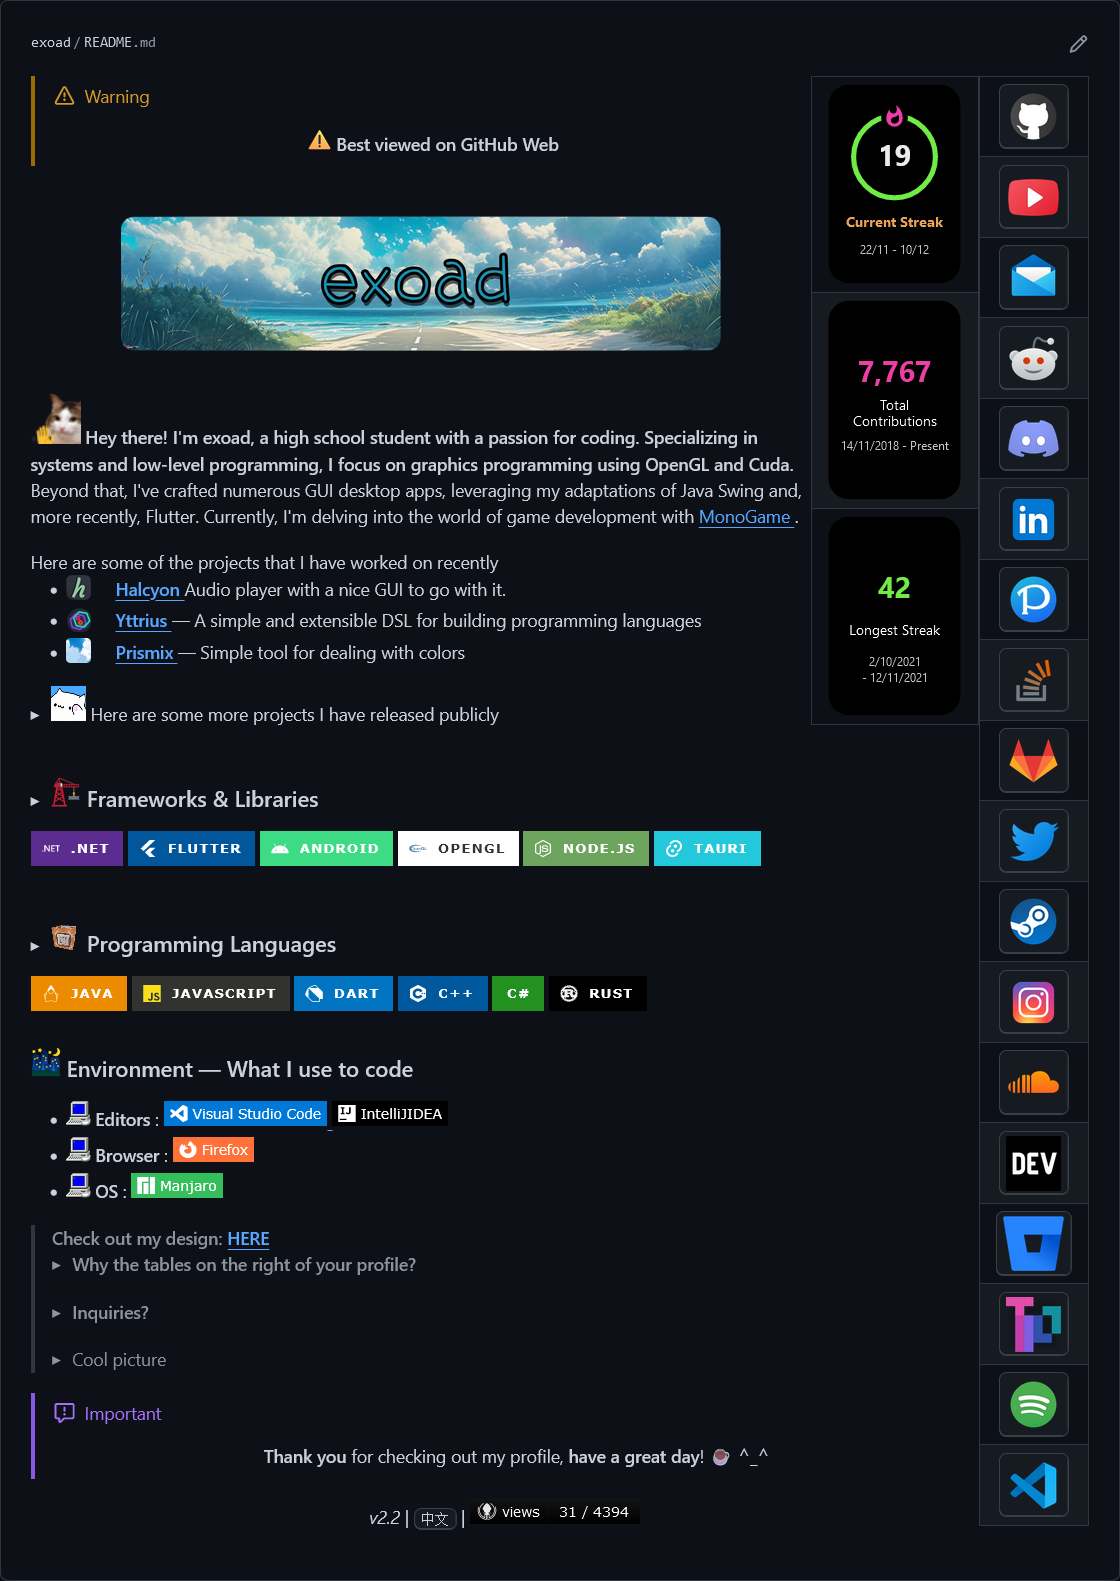 exoad / README.md
Warning
⚠ Best viewed on GitHub Web
exoad
Hey there! I'm exoad, a high school student with a passion for coding. Specializing in
systems and low-level programming, I focus on graphics programming using OpenGL and Cuda.
Beyond that, I've crafted numerous GUI desktop apps, leveraging my adaptations of Java Swing and,
more recently, Flutter. Currently, I'm delving into the world of game development with MonoGame .
Here are some of the projects that I have worked on recently
• h Halcyon Audio player with a nice GUI to go with it.
• Yttrius — A simple and extensible DSL for building programming languages
• Prismix — Simple tool for dealing with colors
Here are some more projects I have released publicly
Frameworks & Libraries
.NET .NET FLUTTER ANDROID OPENGL NODE.JS TAURI
Programming Languages
JAVA JS JAVASCRIPT DART C++ C# RUST
Environment — What I use to code
• Editors : Visual Studio Code IJ IntelliJIDEA
• Browser : Firefox
• OS : Manjaro
Check out my design: HERE
Why the tables on the right of your profile?
Inquiries?
Cool picture
Important
Thank you for checking out my profile, have a great day! ☕ ^_^
v2.2 | 中文 | views 31 / 4394
19
Current Streak
22/11 - 10/12
7,767
Total
Contributions
14/11/2018 - Present
42
Longest Streak
2/10/2021
- 12/11/2021
in
P
DEV